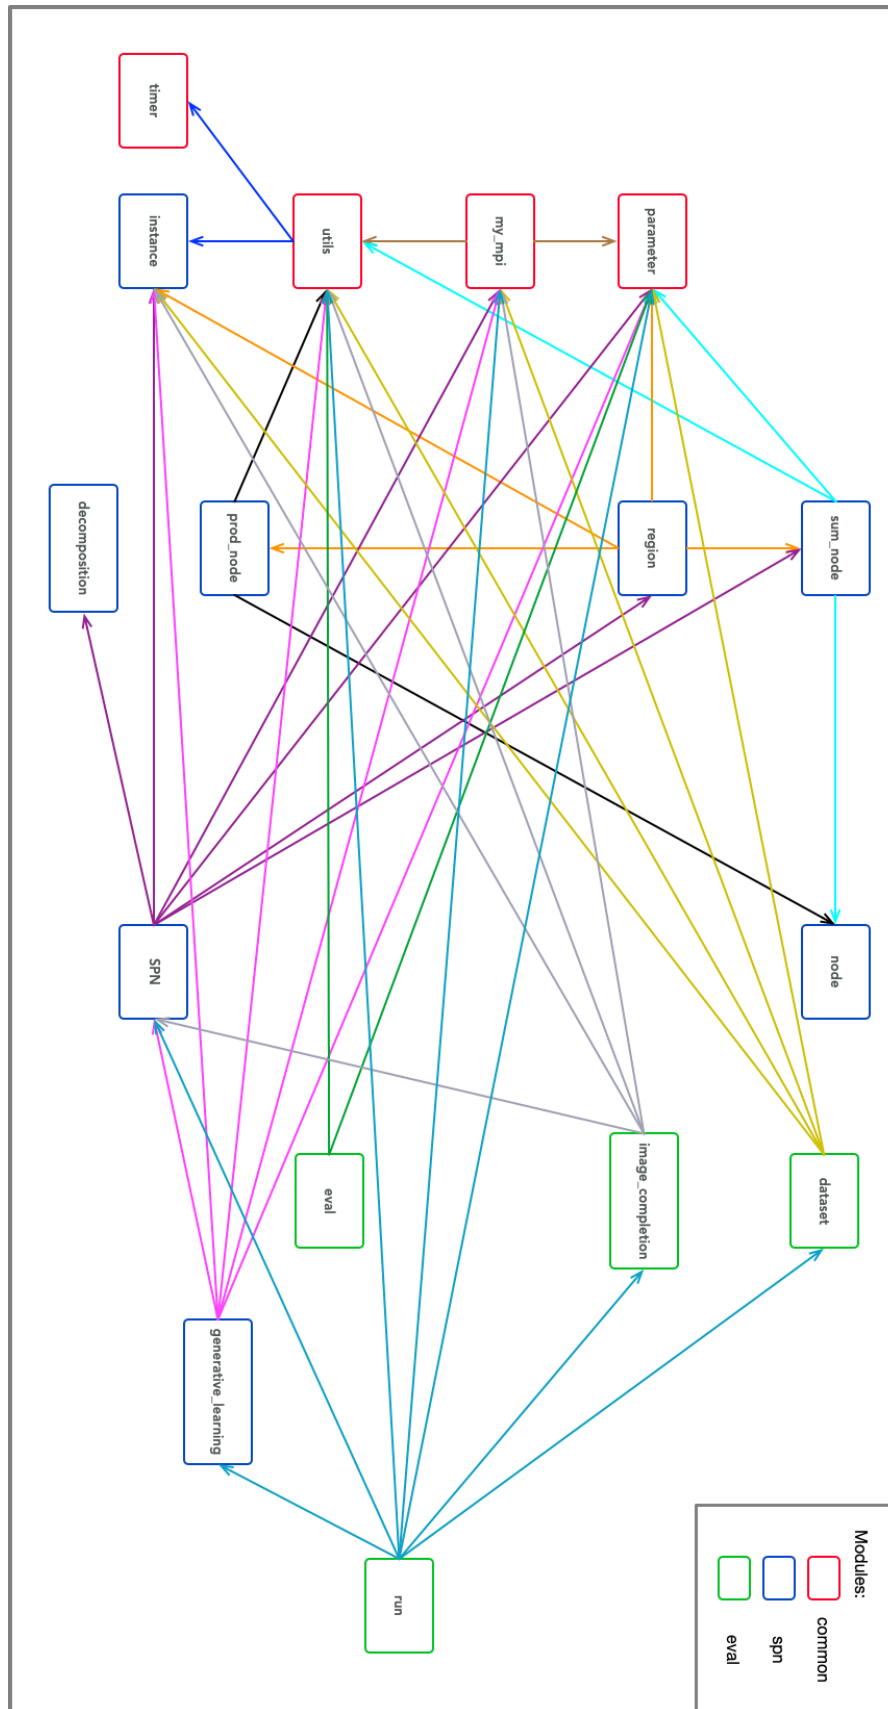 Modules:
sum_node
node
dataset
common
spn
eval
parameter
region
image_completion
my_mpi
run
utils
eval
prod_node
generative_learning
timer
instance
SPN
decomposition